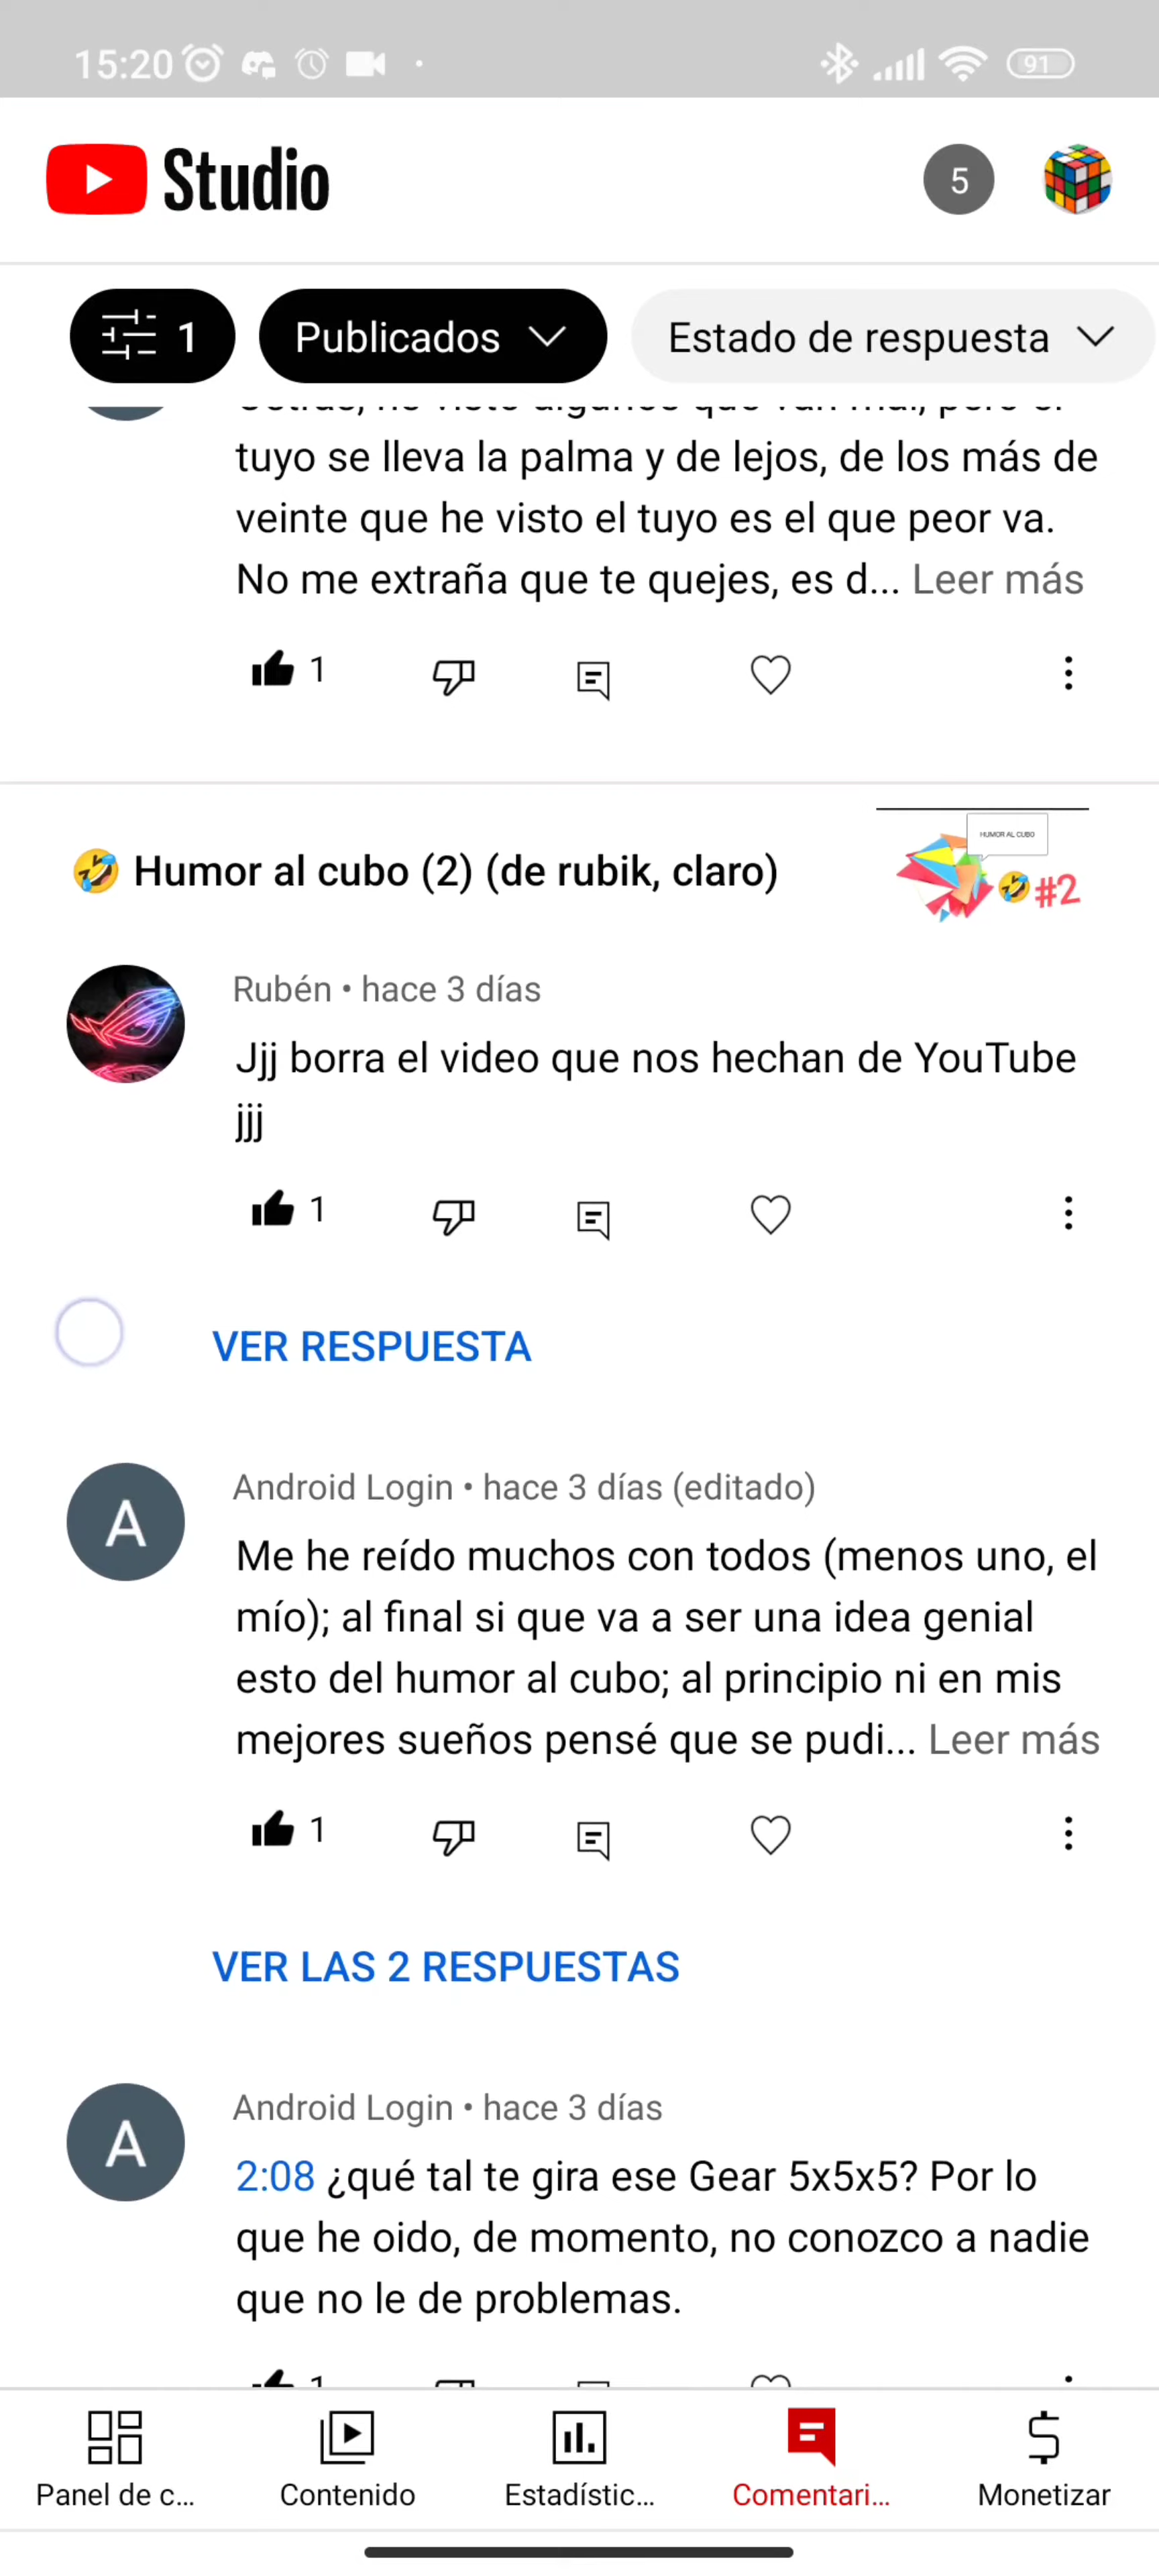 15:20
91
Studio
5
1
Publicados
Estado de respuesta
tuyo se lleva la palma y de lejos, de los más de
veinte que he visto el tuyo es el que peor va.
No me extraña que te quejes, es d... Leer más
1
🤣 Humor al cubo (2) (de rubik, claro)
HUMOR AL CUBO
🤣#2
Rubén • hace 3 días
Jjj borra el video que nos hechan de YouTube
jjj
1
VER RESPUESTA
A
Android Login • hace 3 días (editado)
Me he reído muchos con todos (menos uno, el
mío); al final si que va a ser una idea genial
esto del humor al cubo; al principio ni en mis
mejores sueños pensé que se pudi... Leer más
1
VER LAS 2 RESPUESTAS
A
Android Login • hace 3 días
2:08 ¿qué tal te gira ese Gear 5x5x5? Por lo
que he oido, de momento, no conozco a nadie
que no le de problemas.
1
Panel de c...
Contenido
Estadístic...
Comentari...
Monetizar